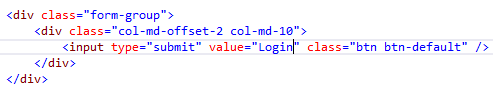 <div class="form-group">
    <div class="col-md-offset-2 col-md-10">
        <input type="submit" value="Login" class="btn btn-default" />
    </div>
</div>